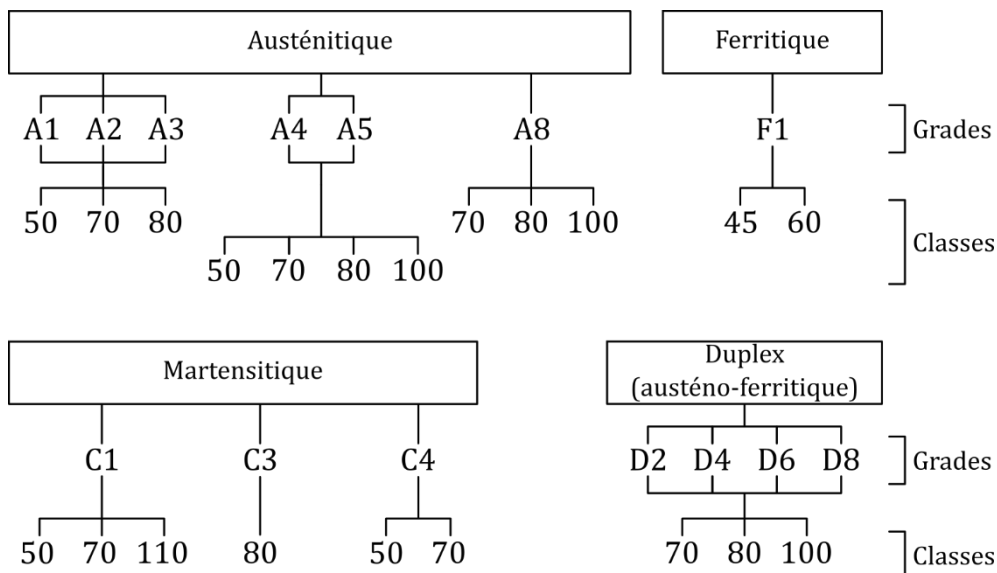 Austénitique
Ferritique
A1 A2 A3 A4 A5 A8 F1 Grades
50 70 80 70 80 100 45 60
Classes
50 70 80 100
Martensitique
Duplex
(austéno-ferritique)
C1 C3 C4 D2 D4 D6 D8 Grades
50 70 110 80 50 70 70 80 100 Classes